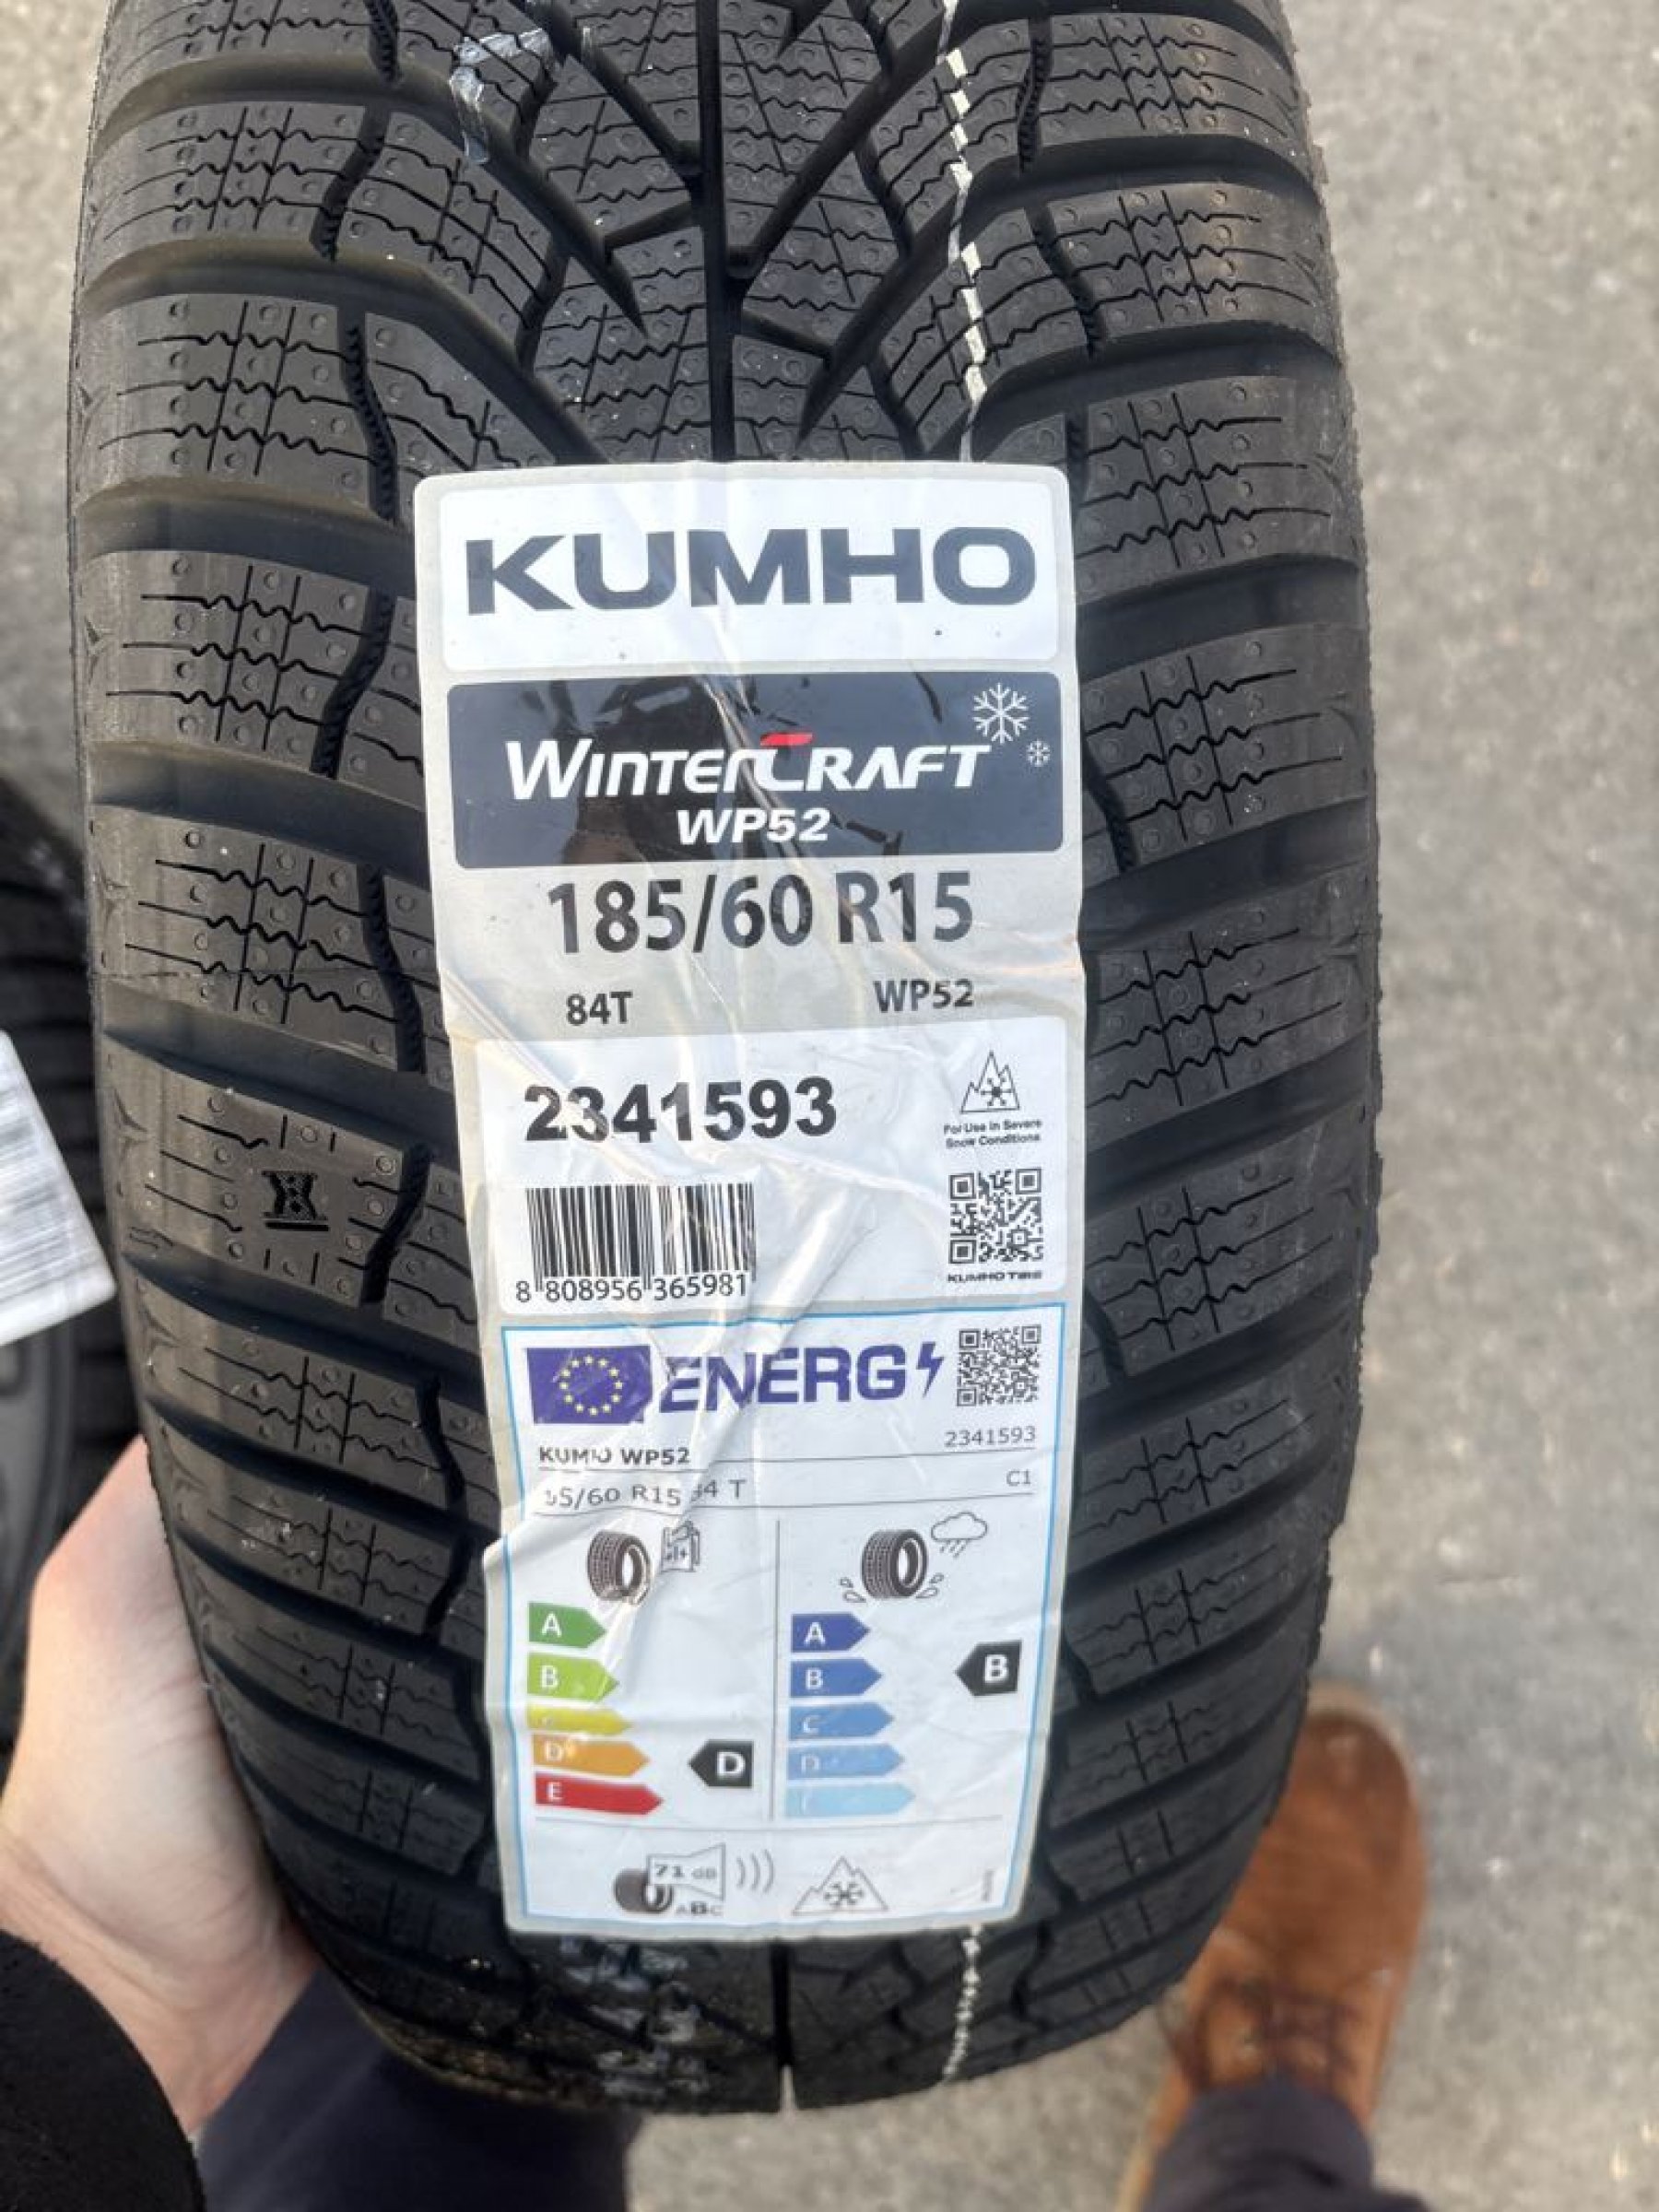 KUMHO
WINTERCRAFT
WP52
185/60 R15
84T WP52
2341593
For Use in Severe
Snow Conditions
8 808956 365981
KUMHO TIRE
ENERG
2341593
WP52
R15 T C1
A A
B B B
C
D D D
E
71 dB
ABC